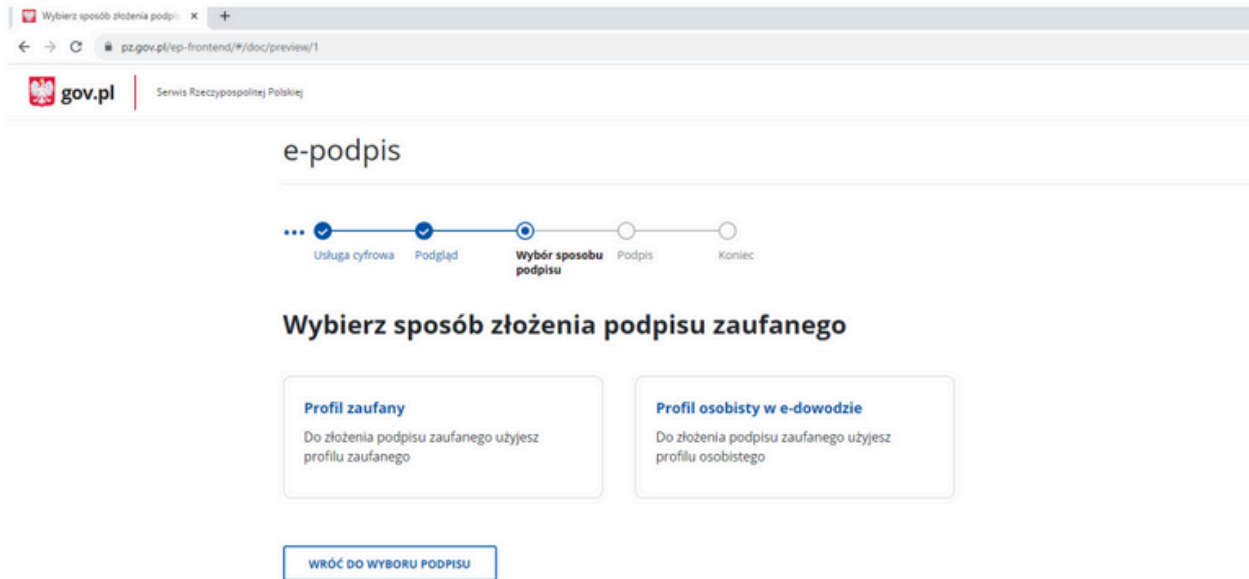 Wybierz sposób złożenia podpi
pz.gov.pl/ep-frontend/#/doc/preview/1
gov.pl
Serwis Rzeczypospolitej Polskiej
e-podpis
Usługa cyfrowa
Podgląd
Wybór sposobu
podpisu
Podpis
Koniec
Wybierz sposób złożenia podpisu zaufanego
Profil zaufany
Do złożenia podpisu zaufanego użyjesz
profilu zaufanego
Profil osobisty w e-dowodzie
Do złożenia podpisu zaufanego użyjesz
profilu osobistego
WRÓĆ DO WYBORU PODPISU